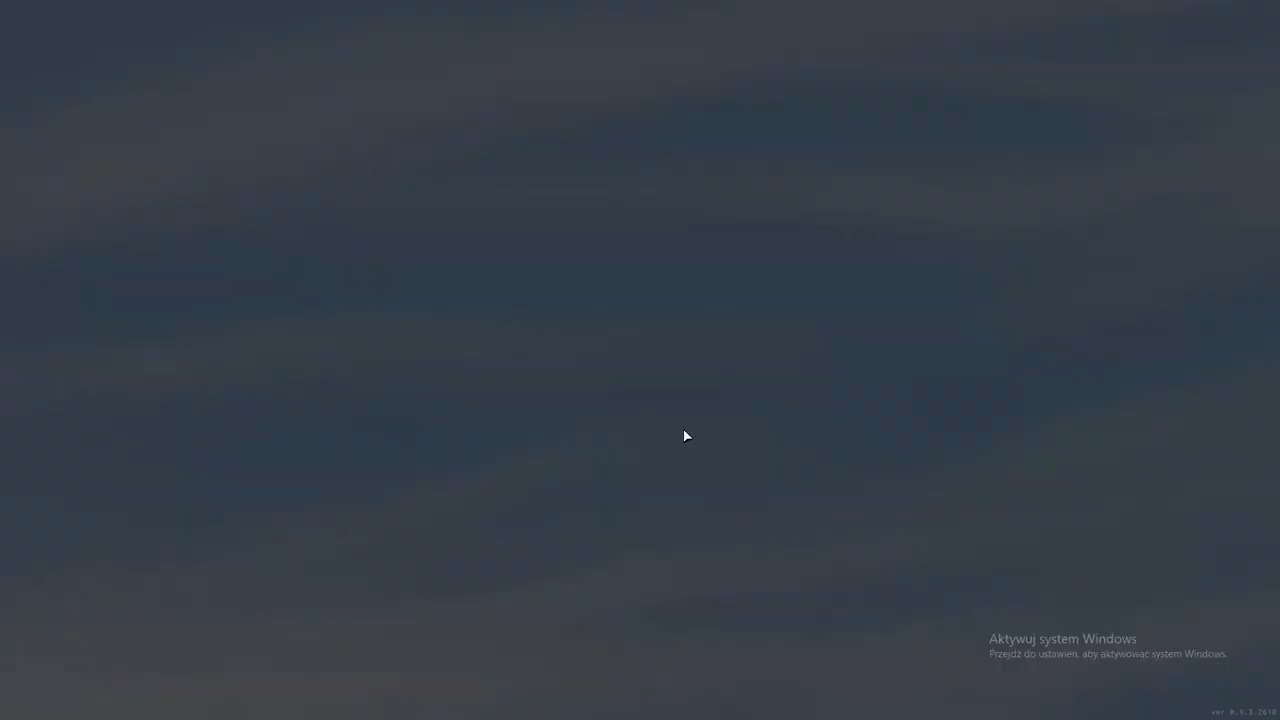 Aktywuj system Windows
Przejdź do ustawień, aby aktywować system Windows.